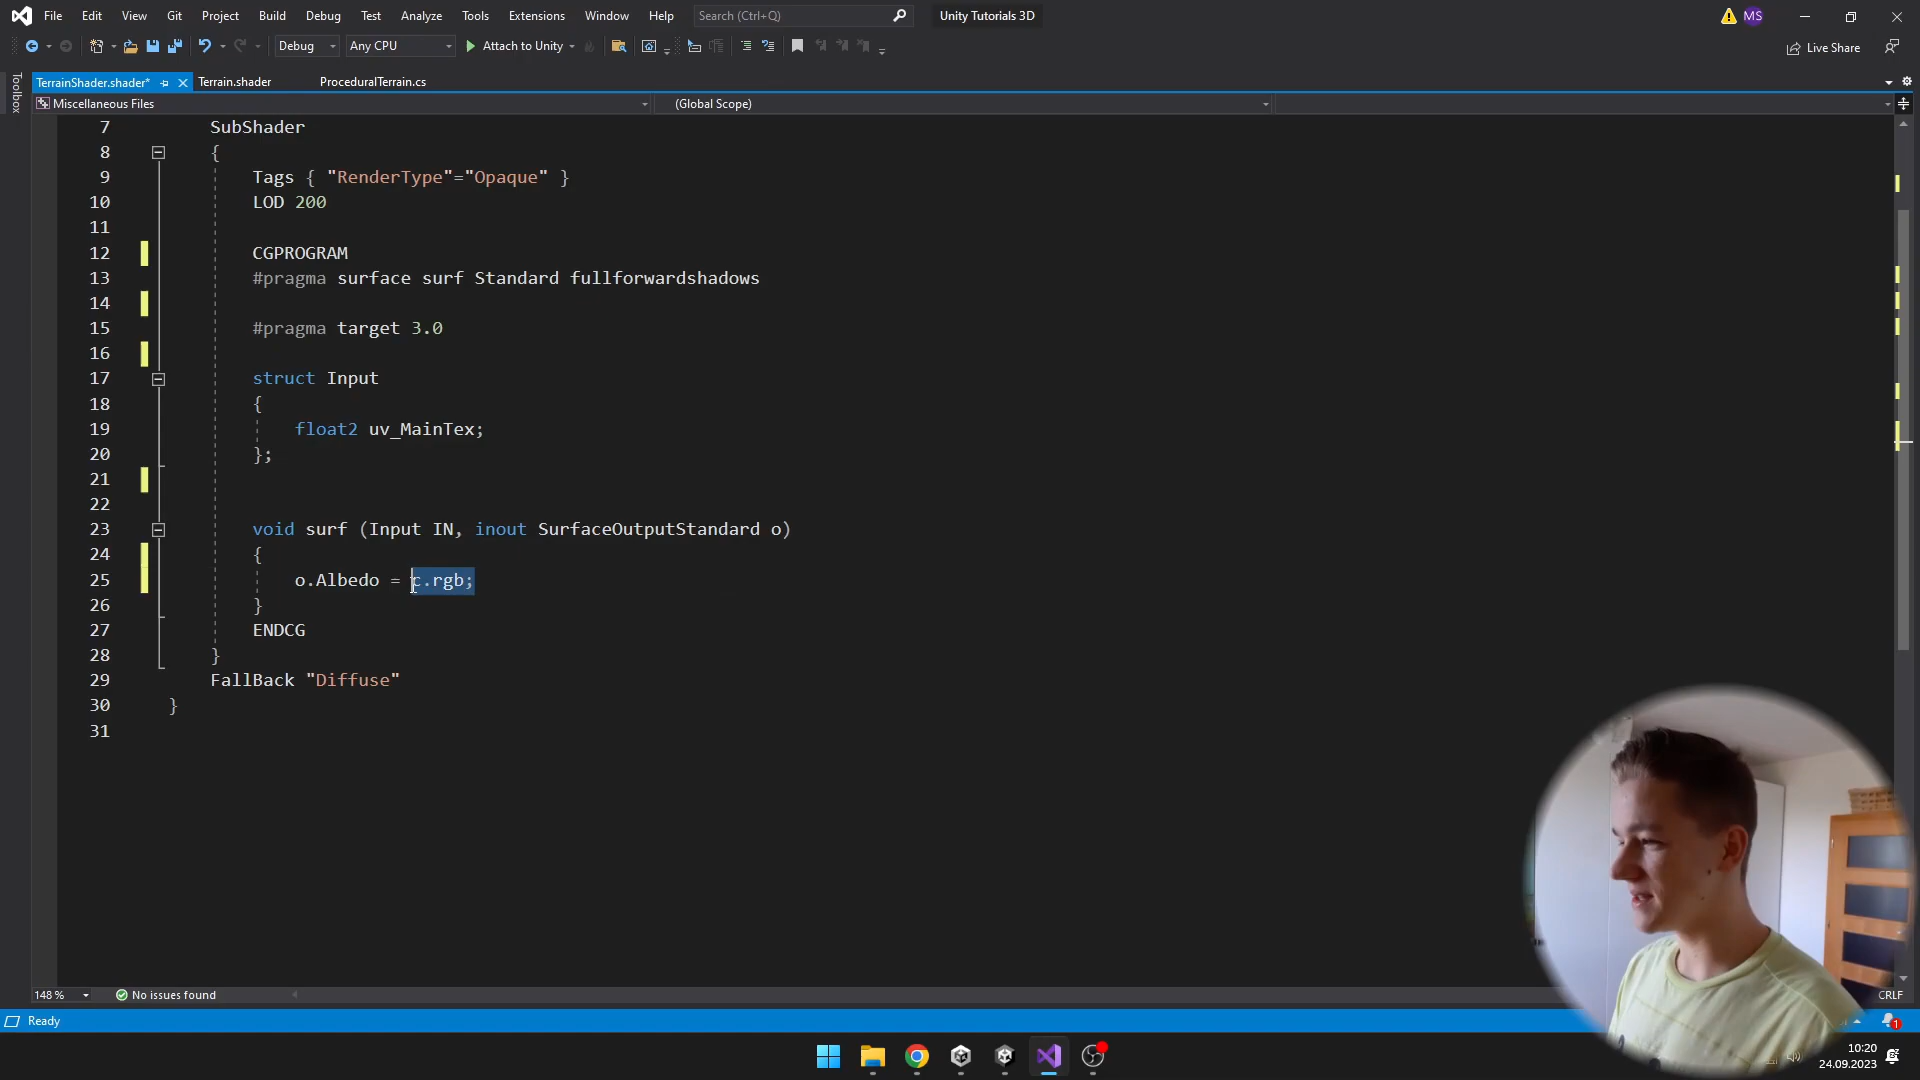 File Edit View Git Project Build Debug Test Analyze Tools Extensions Window Help Search (Ctrl+Q) Unity Tutorials 3D MS
Debug Any CPU Attach to Unity Live Share
Toolbox
TerrainShader.shader* Terrain.shader ProceduralTerrain.cs
Miscellaneous Files (Global Scope)
7 SubShader
8 {
9 Tags { "RenderType"="Opaque" }
10 LOD 200
11
12 CGPROGRAM
13 #pragma surface surf Standard fullforwardshadows
14
15 #pragma target 3.0
16
17 struct Input
18 {
19 float2 uv_MainTex;
20 };
21
22
23 void surf (Input IN, inout SurfaceOutputStandard o)
24 {
25 o.Albedo = c.rgb;
26 }
27 ENDCG
28 }
29 FallBack "Diffuse"
30 }
31
148 % No issues found CRLF
Ready 1
10:20
24.09.2023